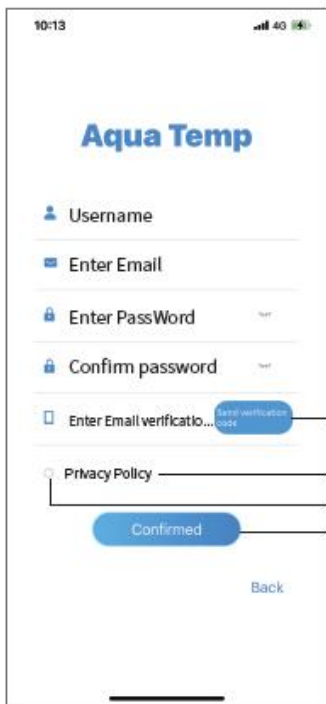 10:13
4G
Aqua Temp
Username
Enter Email
Enter PassWord
Confirm password
Enter Email verificatio...
Send verification
code
Privacy Policy
Confirmed
Back